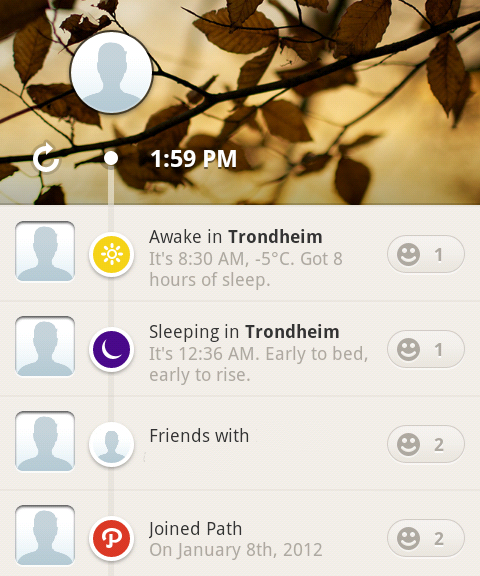 1:59 PM
Awake in Trondheim
It's 8:30 AM, -5°C. Got 8
hours of sleep.
1
Sleeping in Trondheim
It's 12:36 AM. Early to bed,
early to rise.
1
Friends with
2
Joined Path
On January 8th, 2012
2